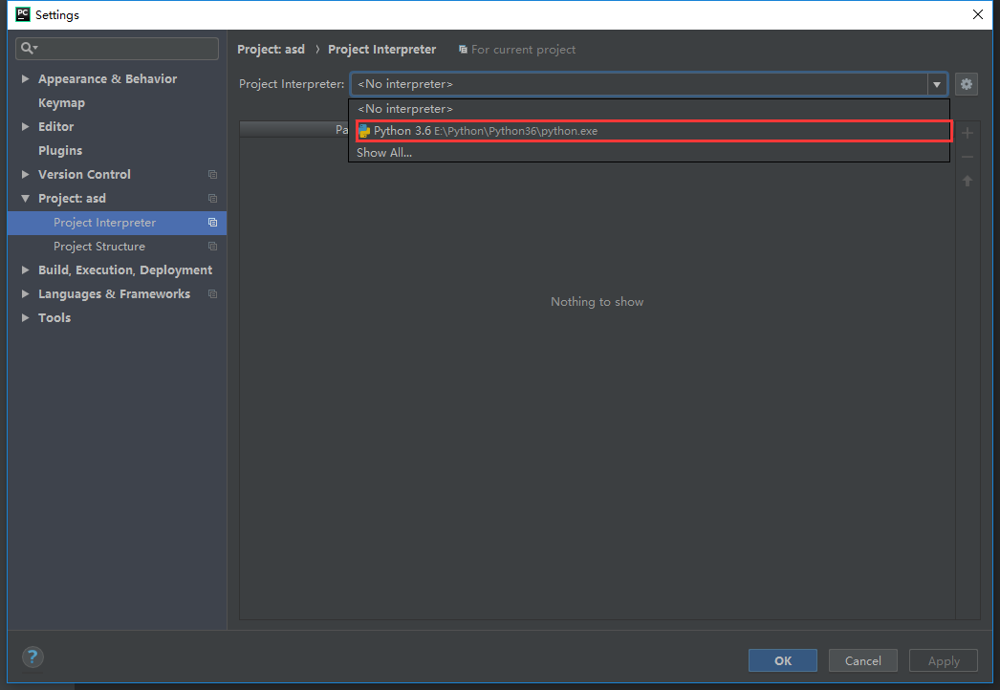 PC Settings
Project: asd › Project Interpreter For current project
Appearance & Behavior
Keymap
Editor
Plugins
Version Control
Project: asd
Project Interpreter
Project Structure
Build, Execution, Deployment
Languages & Frameworks
Tools
Project Interpreter: <No interpreter>
<No interpreter>
Pa
Python 3.6 E:\Python\Python36\python.exe
Show All...
Nothing to show
?
OK Cancel Apply